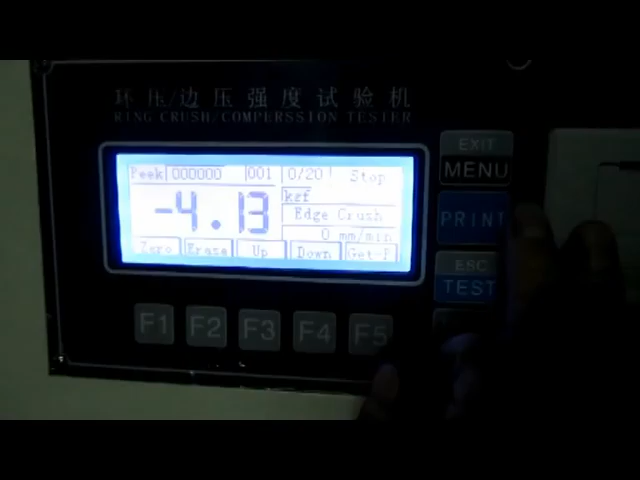 环压/边压强度试验机
RING CRUSH/COMPERSSION TESTER
Peek 000000 001 0/20 Stop
-4.13
kgf
Edge Crush
0 mm/min
Zero Erase Up Down Get-P
EXIT
MENU
PRINT
ESC
TEST
F1 F2 F3 F4 F5